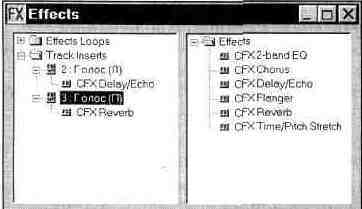 FX Effects
Effects Loops
Track Inserts
2: Голос (П)
CFX Delay/Echo
3: Голос (П)
CFX Reverb
Effects
CFX 2-band EQ
CFX Chorus
CFX Delay/Echo
CFX Flanger
CFX Reverb
CFX Time/Pitch Stretch